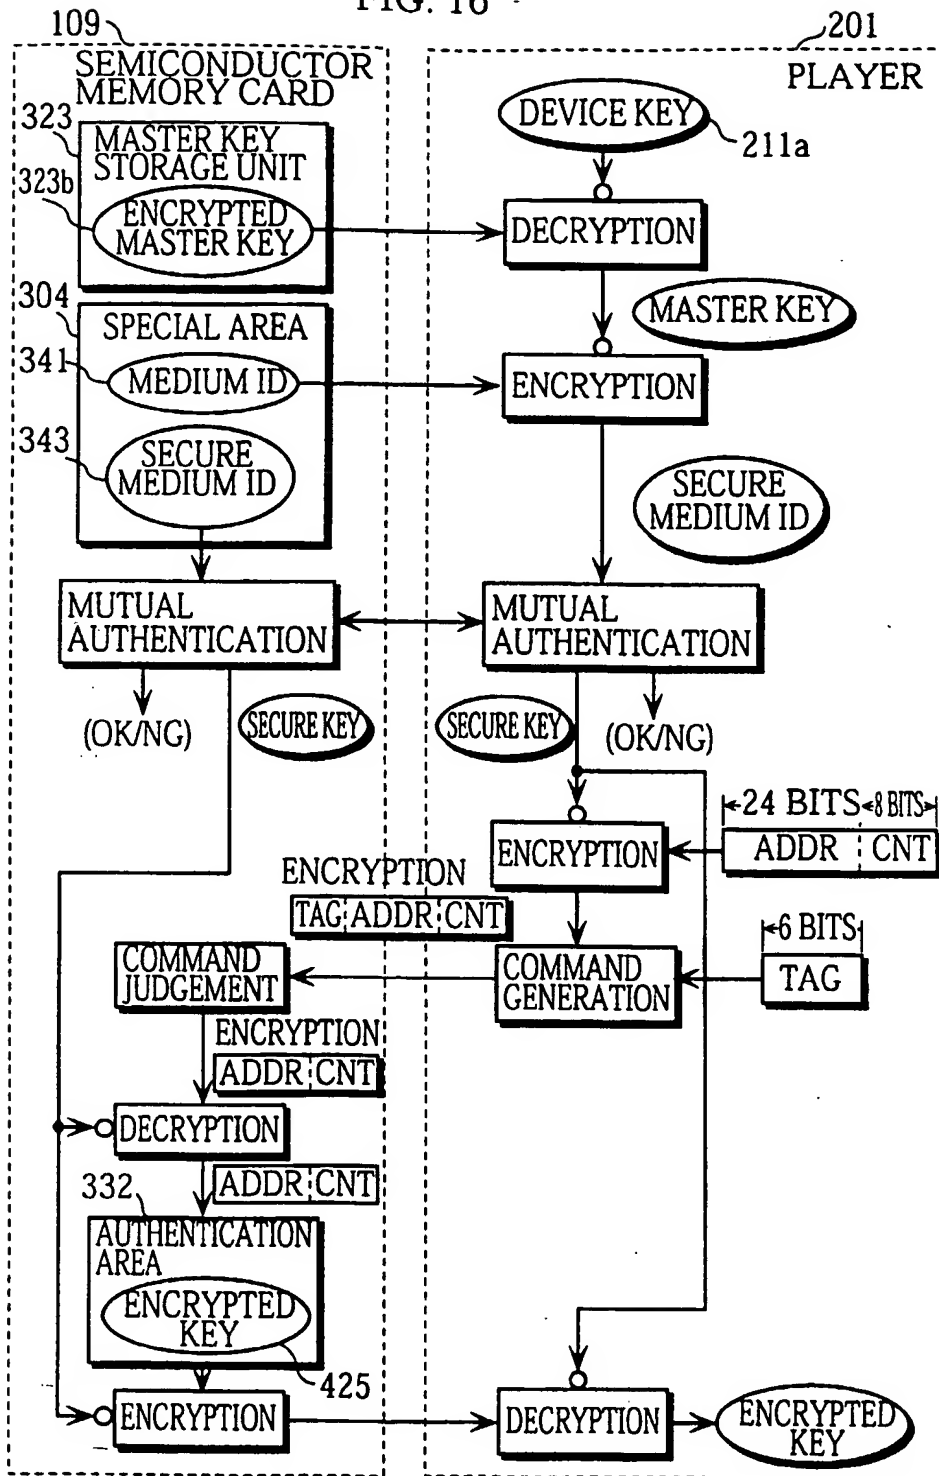 FIG. 16
109
201
SEMICONDUCTOR
MEMORY CARD
PLAYER
323
MASTER KEY
STORAGE UNIT
323b
ENCRYPTED
MASTER KEY
DEVICE KEY
211a
DECRYPTION
MASTER KEY
304
SPECIAL AREA
341
MEDIUM ID
ENCRYPTION
343
SECURE
MEDIUM ID
SECURE
MEDIUM ID
MUTUAL
AUTHENTICATION
MUTUAL
AUTHENTICATION
(OK/NG)
SECURE KEY
SECURE KEY
(OK/NG)
24 BITS
8 BITS
ENCRYPTION
ADDR CNT
ENCRYPTION
TAG ADDR CNT
6 BITS
COMMAND
JUDGEMENT
COMMAND
GENERATION
TAG
ENCRYPTION
ADDR CNT
DECRYPTION
ADDR CNT
332
AUTHENTICATION
AREA
ENCRYPTED
KEY
425
ENCRYPTION
DECRYPTION
ENCRYPTED
KEY